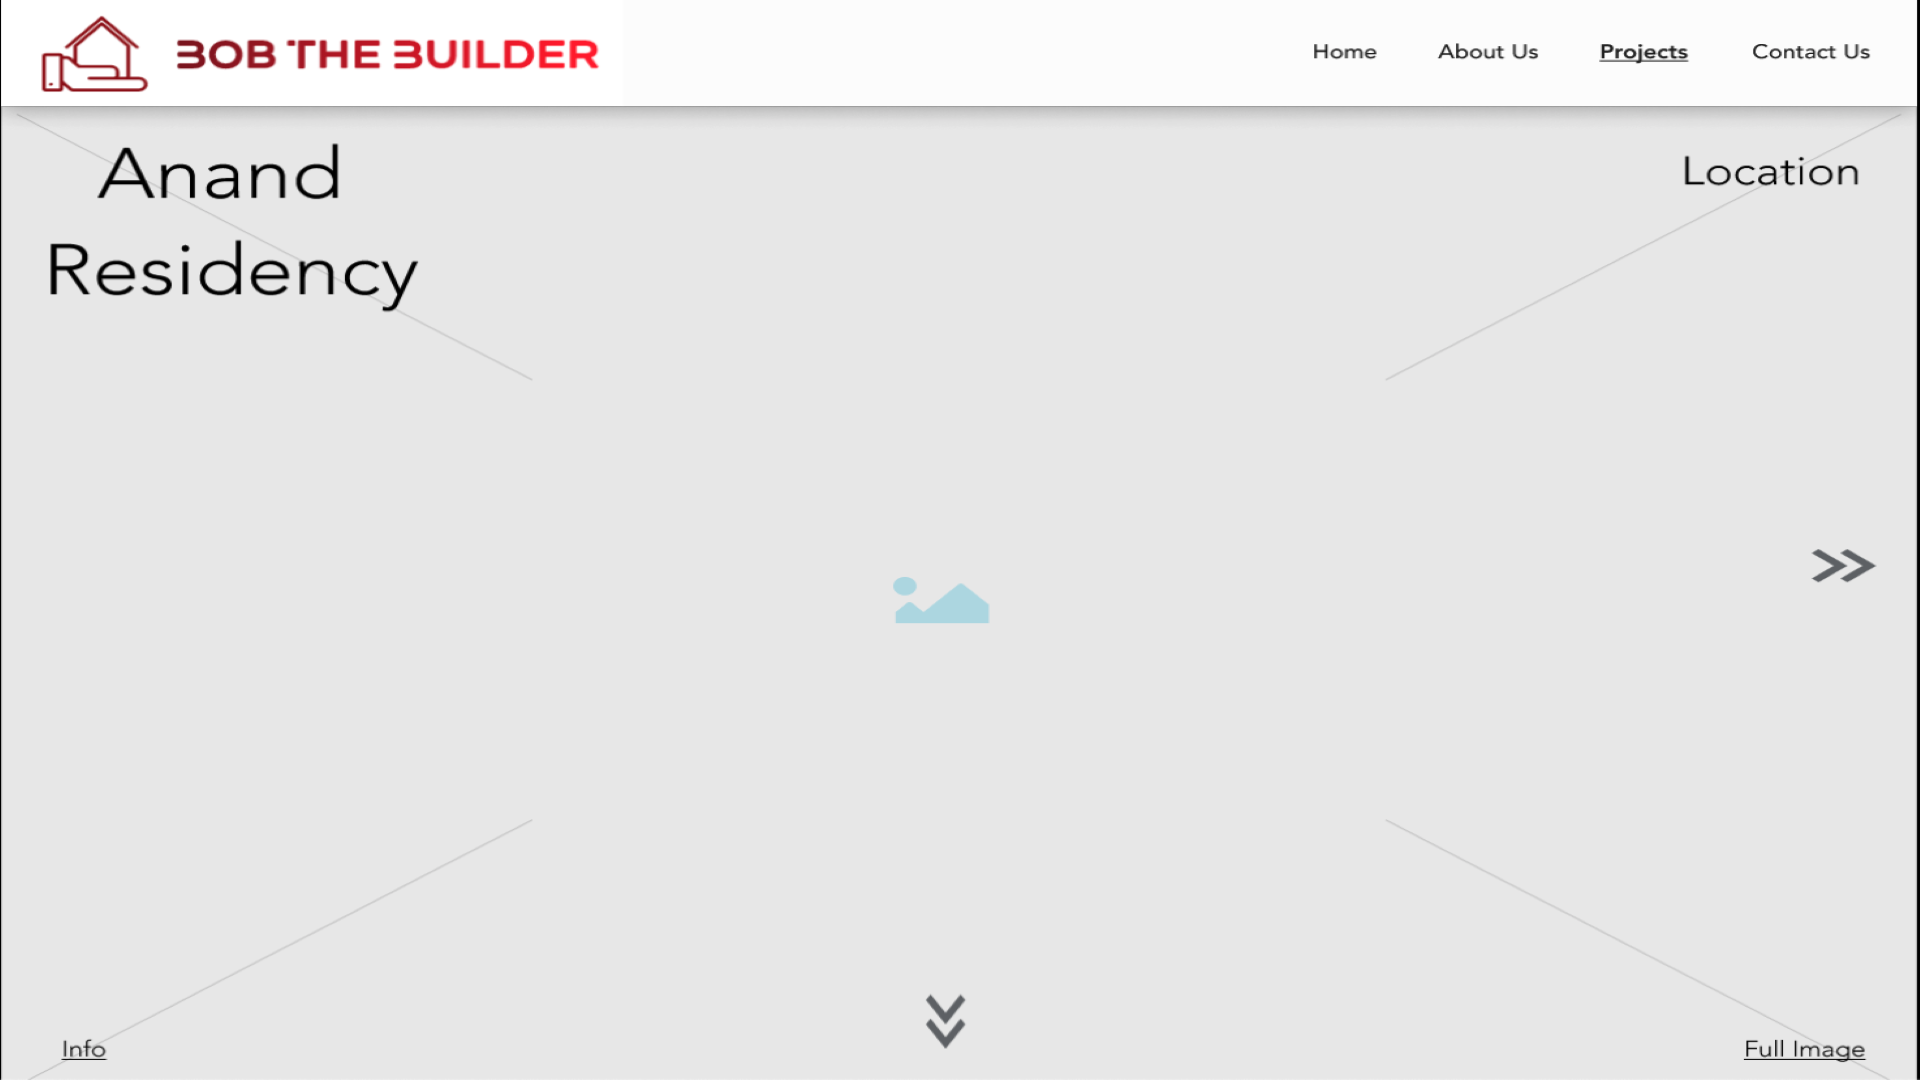 BOB THE BUILDER
Home About Us Projects Contact Us
Anand
Residency
Location
Info
Full Image